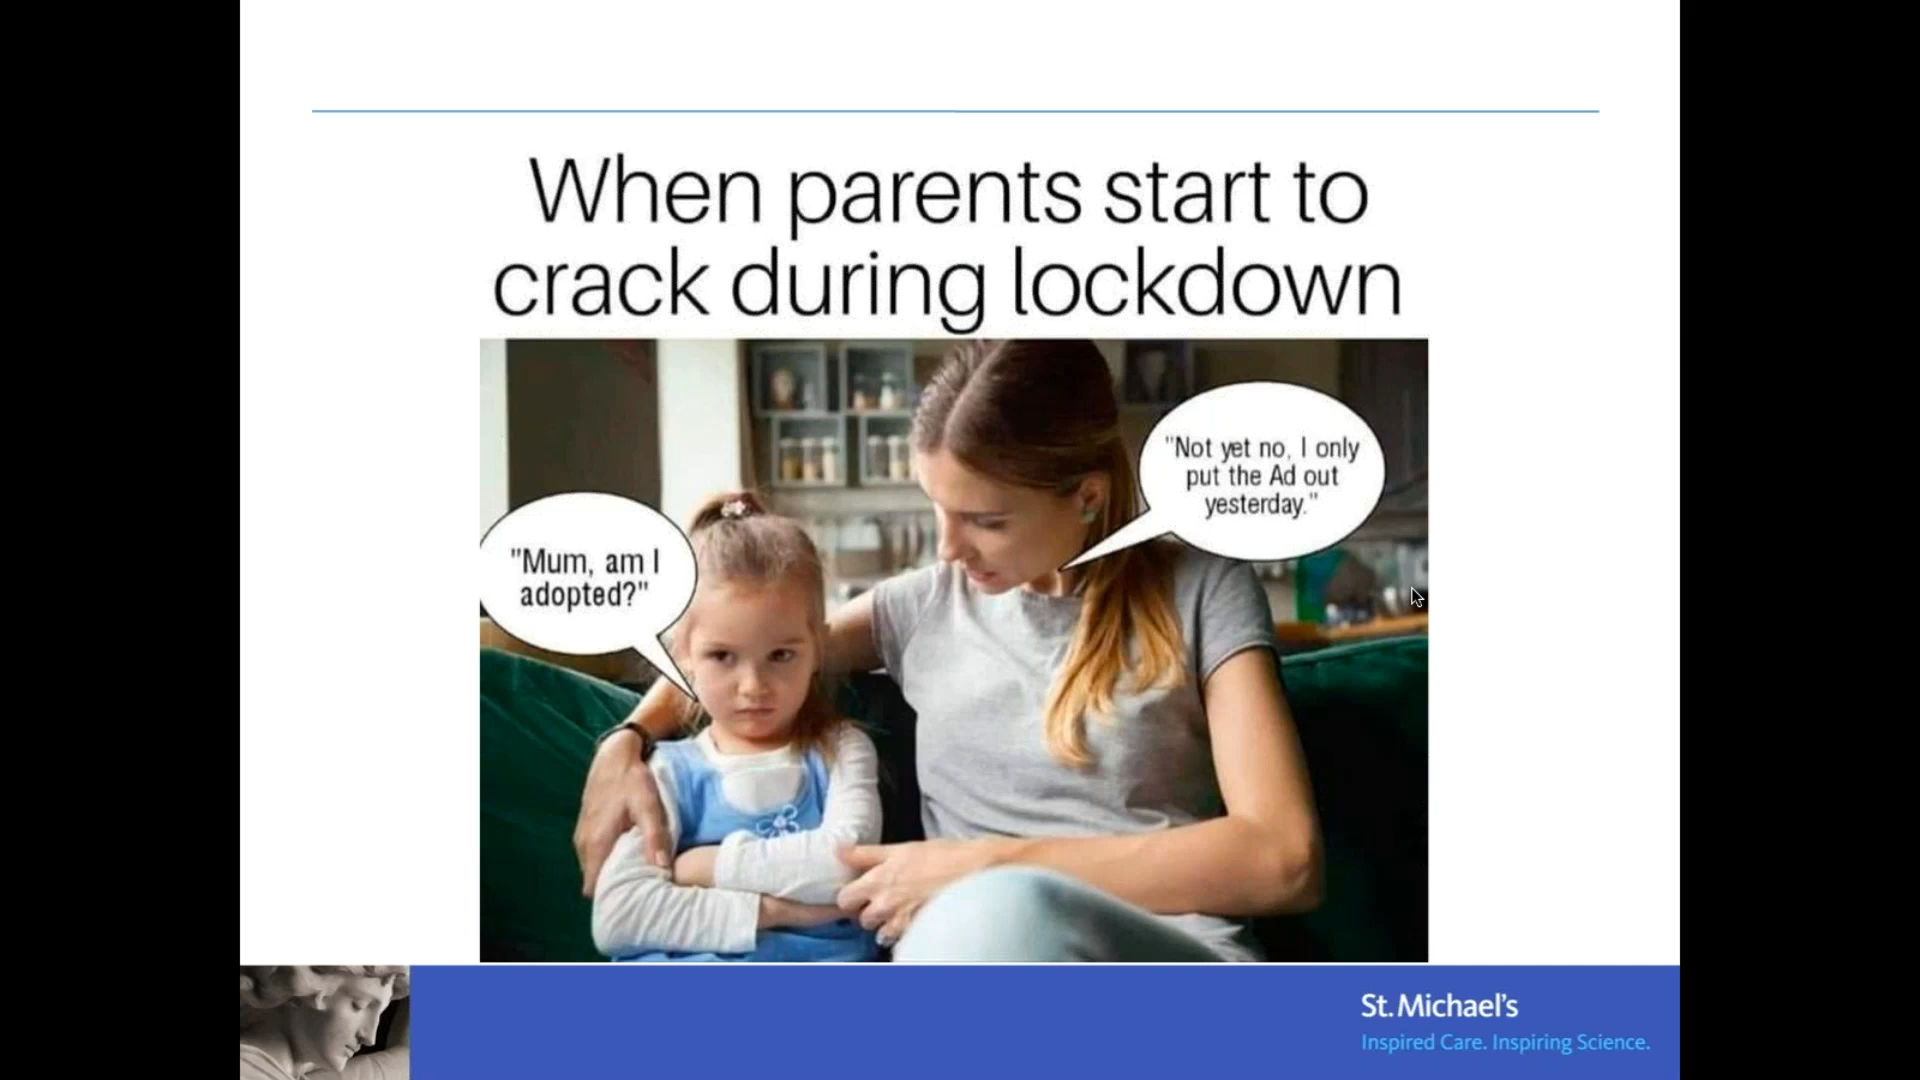 When parents start to
crack during lockdown
"Mum, am I
adopted?"
"Not yet no, I only
put the Ad out
yesterday."
St. Michael's
Inspired Care. Inspiring Science.